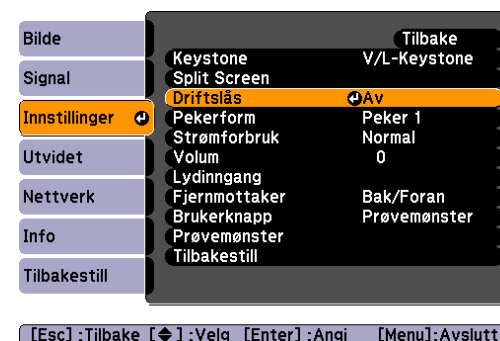 Bilde
Signal
Innstillinger
Utvidet
Nettverk
Info
Tilbakestill
Tilbake
Keystone V/L-Keystone
Split Screen
Driftslås Av
Pekerform Peker 1
Strømforbruk Normal
Volum 0
Lydinngang
Fjernmottaker Bak/Foran
Brukerknapp Prøvemønster
Prøvemønster
Tilbakestill
[Esc] :Tilbake [◆] :Velg [Enter] :Angi [Menu]:Avslutt